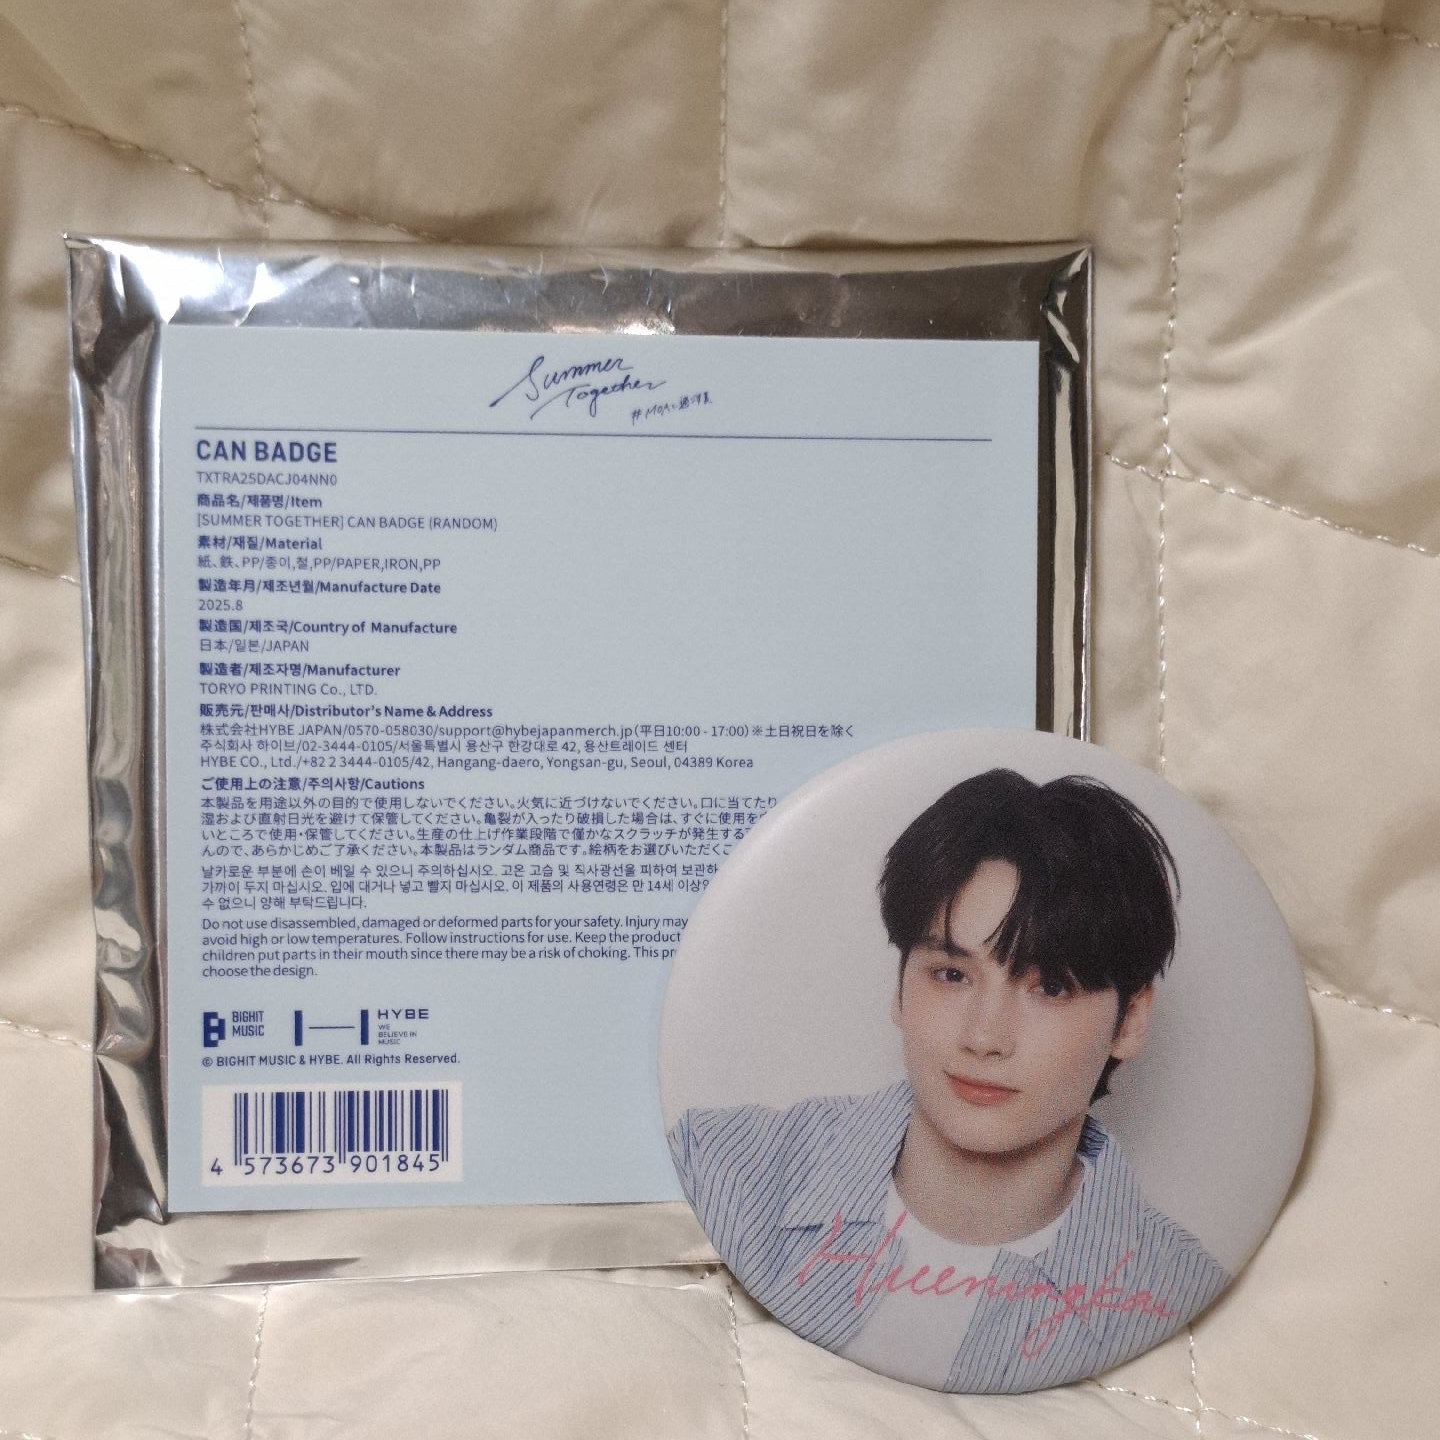 Summer
Together
#MOAと過ごす夏
CAN BADGE
TXTRA2SDACJ04NN0
商品名/제품명/Item
[SUMMER TOGETHER] CAN BADGE (RANDOM)
素材/재질/Material
紙、鉄、PP/종이,철,PP/PAPER,IRON,PP
製造年月/제조년월/Manufacture Date
2025.8
製造国/제조국/Country of Manufacture
日本/일본/JAPAN
製造者/제조자명/Manufacturer
TORYO PRINTING Co., LTD.
販売元/판매사/Distributor's Name & Address
株式会社HYBE JAPAN/0570-058030/support@hybejapanmerch.jp(平日10:00 - 17:00)※土日祝日を除く
주식회사 하이브/02-3444-0105/서울특별시 용산구 한강대로 42, 용산트레이드 센터
HYBE CO., Ltd./+82 2 3444-0105/42, Hangang-daero, Yongsan-gu, Seoul, 04389 Korea
ご使用上の注意/주의사항/Cautions
本製品を用途以外の目的で使用しないでください。火気に近づけないでください。口に当てたり
湿および直射日光を避けて保管してください。亀裂が入ったり破損した場合は、すぐに使用を
いところで使用・保管してください。生産の仕上げ作業段階で僅かなスクラッチが発生する
んので、あらかじめご了承ください。本製品はランダム商品です。絵柄をお選びいただくこ
날카로운 부분에 손이 베일 수 있으니 주의하십시오. 고온 고습 및 직사광선을 피하여 보관하
가까이 두지 마십시오. 입에 대거나 넣고 빨지 마십시오. 이 제품의 사용연령은 만 14세 이상
수 없으니 양해 부탁드립니다.
Do not use disassembled, damaged or deformed parts for your safety. Injury may
avoid high or low temperatures. Follow instructions for use. Keep the product
children put parts in their mouth since there may be a risk of choking. This
choose the design.
BIGHIT
MUSIC
HYBE
WE
BELIEVE IN
MUSIC
© BIGHIT MUSIC & HYBE. All Rights Reserved.
4 573673 901845
Hueningkai